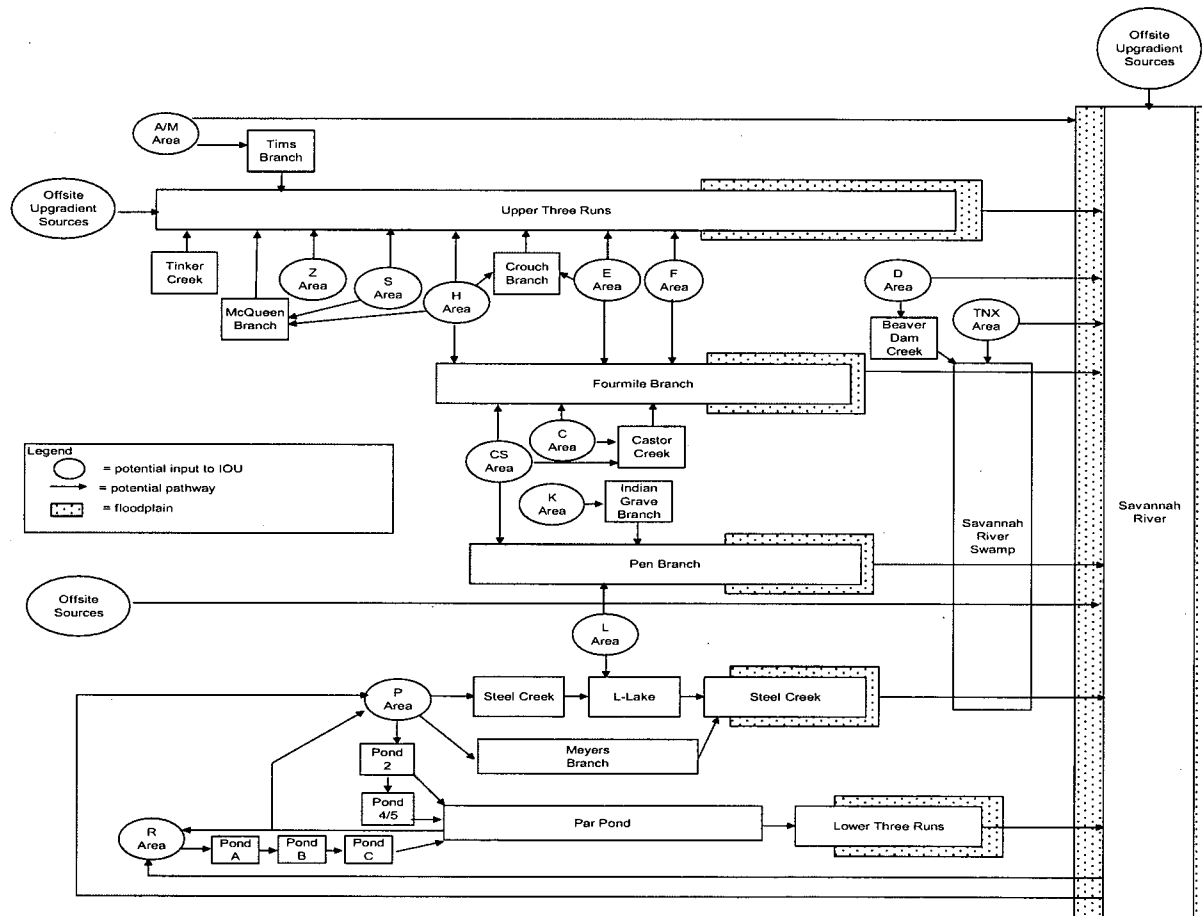 Offsite
Upgradient
Sources
A/M
Area
Tims
Branch
Offsite
Upgradient
Sources
Upper Three Runs
Tinker
Creek
Z
Area
S
Area
Crouch
Branch
E
Area
F
Area
H
Area
McQueen
Branch
D
Area
Beaver
Dam
Creek
TNX
Area
Fourmile Branch
C
Area
Castor
Creek
CS
Area
Legend
= potential input to IOU
= potential pathway
= floodplain
K
Area
Indian
Grave
Branch
Savannah
River
Swamp
Savannah
River
Pen Branch
Offsite
Sources
L
Area
P
Area
Steel Creek
L-Lake
Steel Creek
Meyers
Branch
Pond
2
Pond
4/5
Par Pond
Lower Three Runs
R
Area
Pond
A
Pond
B
Pond
C